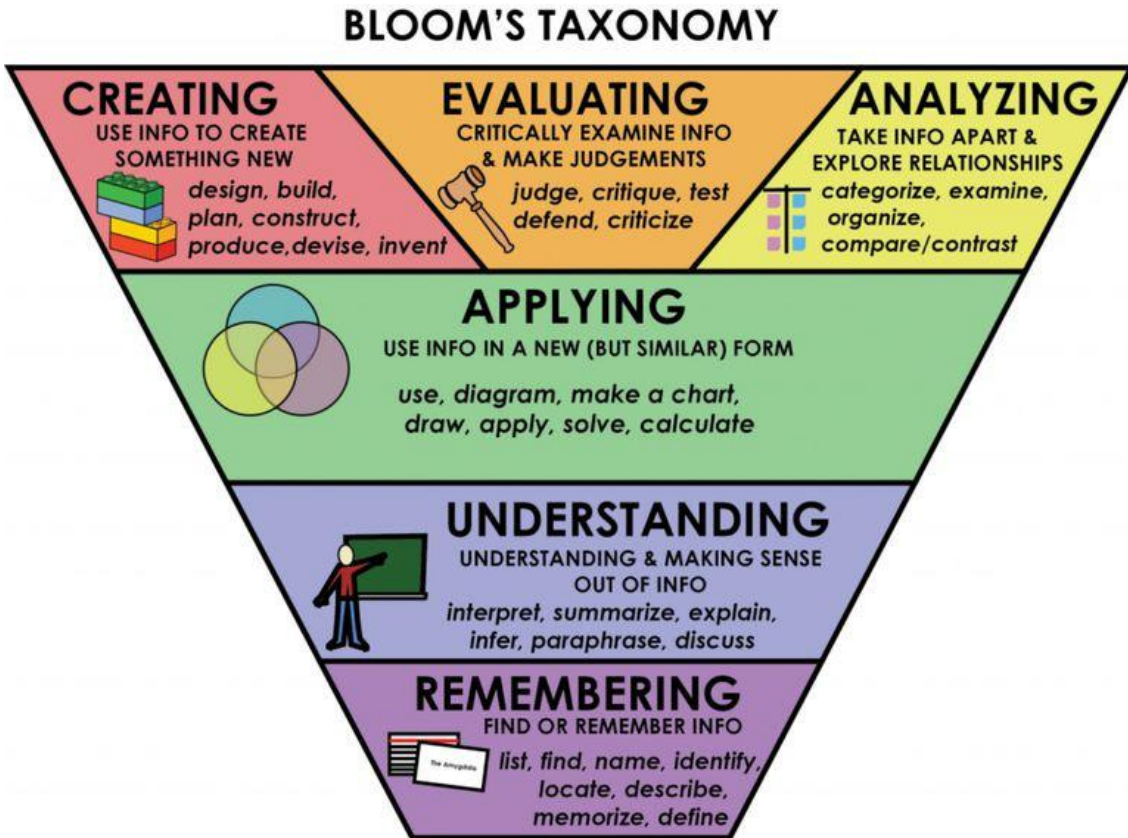 BLOOM'S TAXONOMY
CREATING
USE INFO TO CREATE
SOMETHING NEW
design, build,
plan, construct,
produce,devise, invent
EVALUATING
CRITICALLY EXAMINE INFO
& MAKE JUDGEMENTS
judge, critique, test
defend, criticize
ANALYZING
TAKE INFO APART &
EXPLORE RELATIONSHIPS
categorize, examine,
organize,
compare/contrast
APPLYING
USE INFO IN A NEW (BUT SIMILAR) FORM
use, diagram, make a chart,
draw, apply, solve, calculate
UNDERSTANDING
UNDERSTANDING & MAKING SENSE
OUT OF INFO
interpret, summarize, explain,
infer, paraphrase, discuss
REMEMBERING
FIND OR REMEMBER INFO
The Amygdala
list, find, name, identify,
locate, describe,
memorize, define